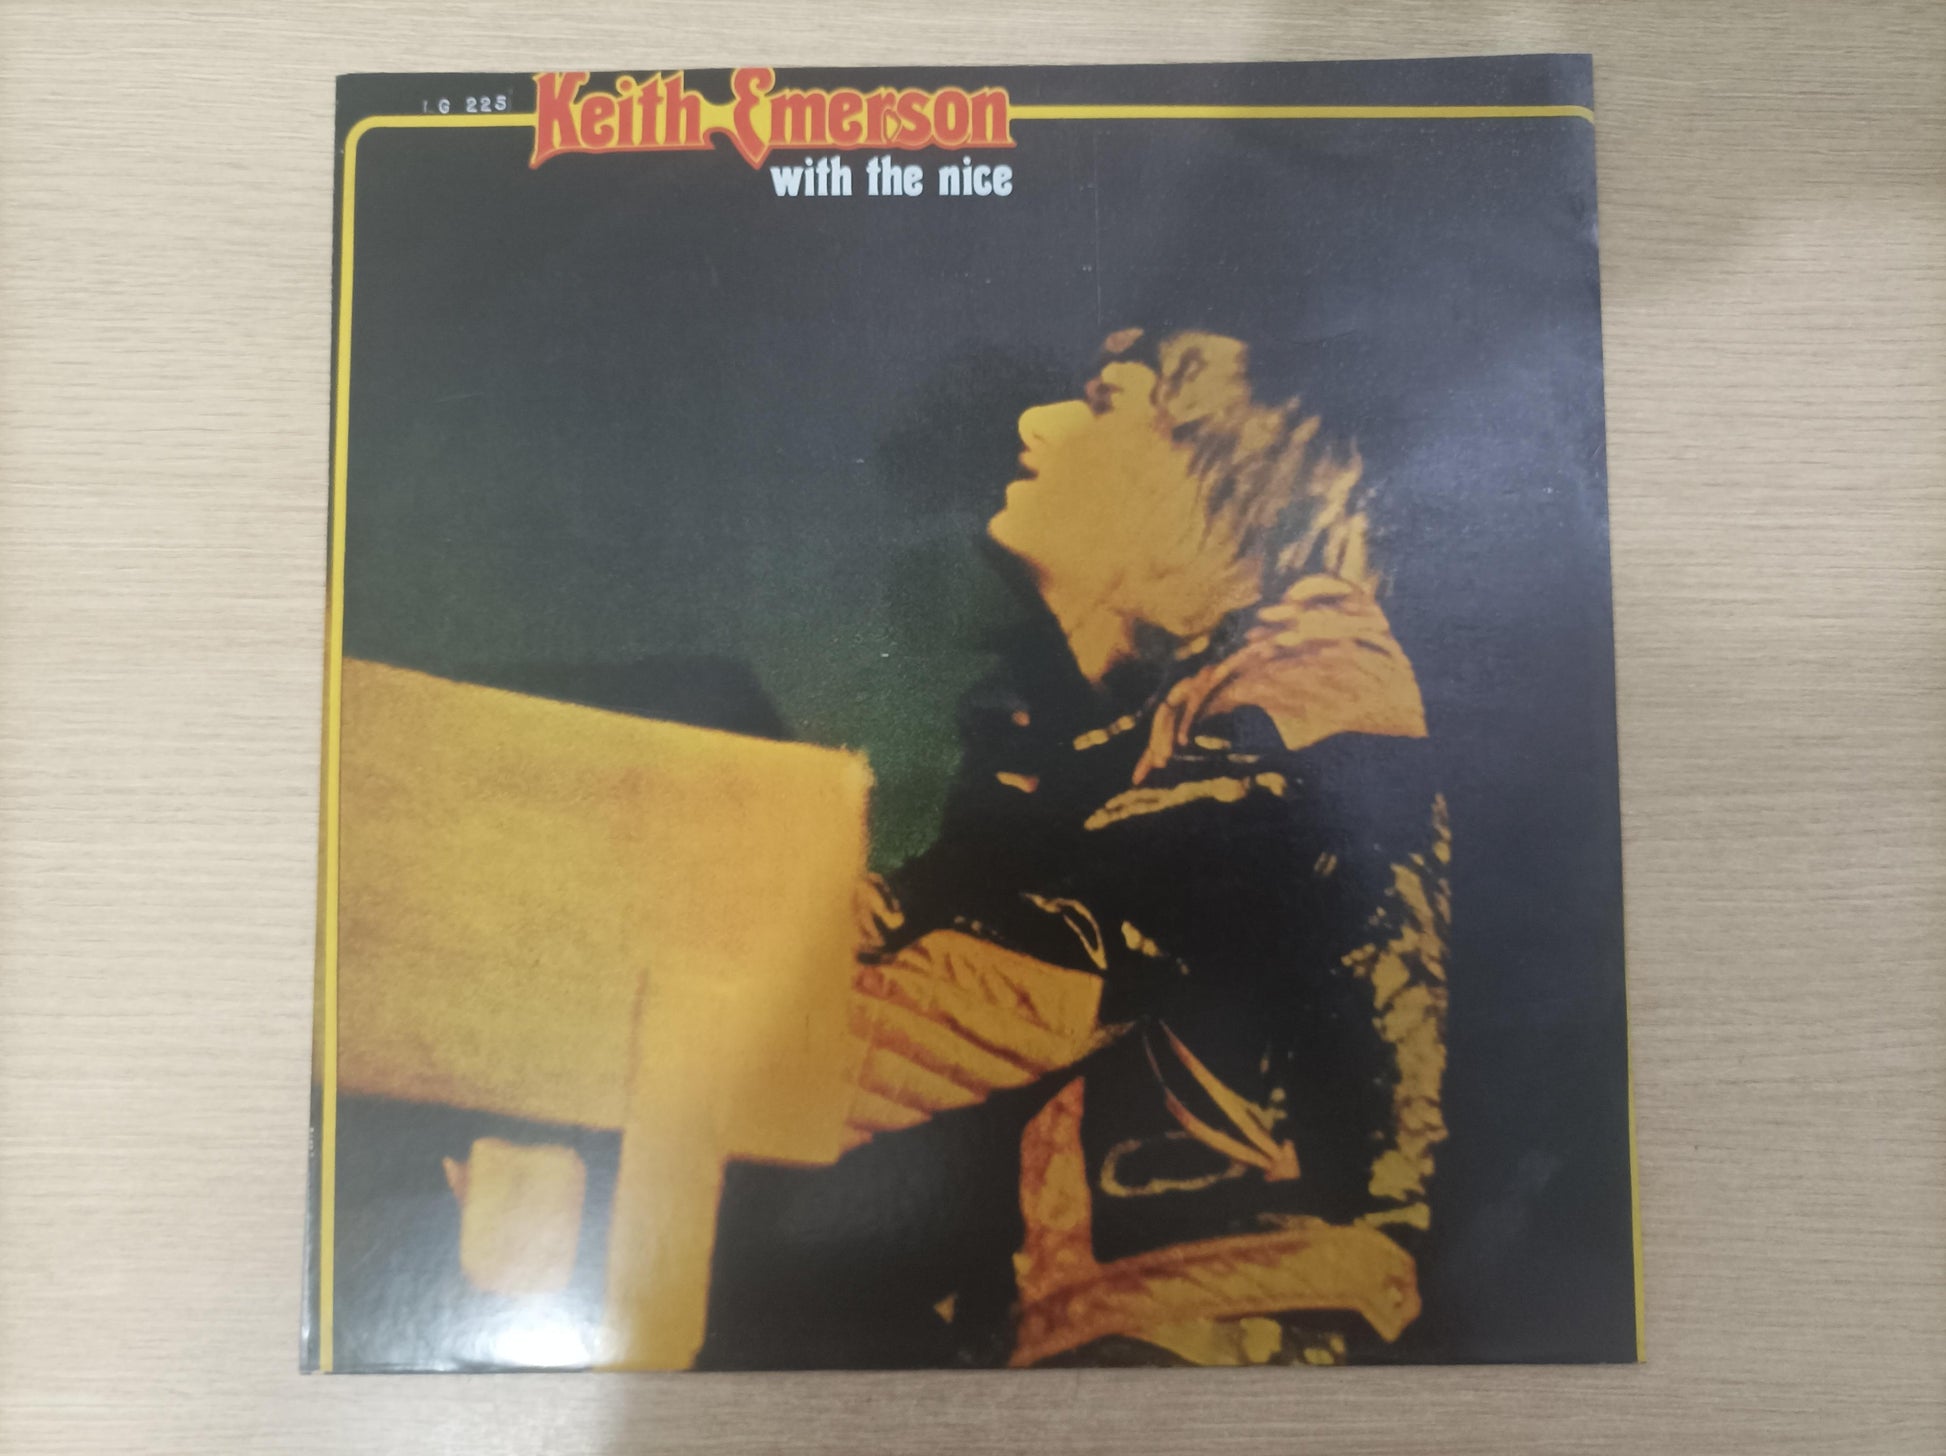 LG 225
Keith Emerson
with the nice